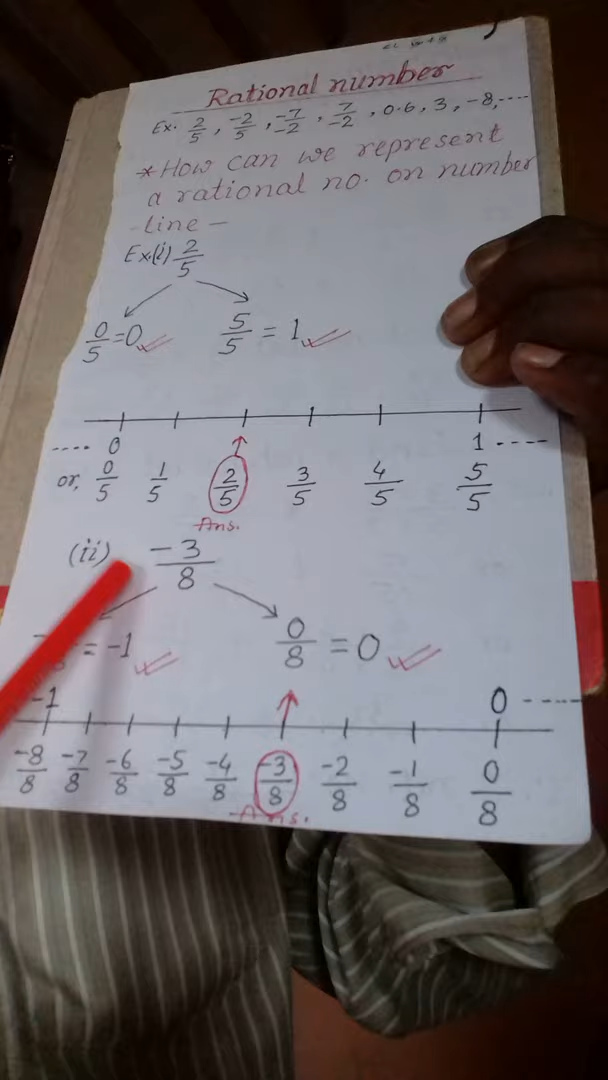 Rational number
Ex. 2/5, -2/5, -7/-2, 7/-2, 0.6, 3, -8, ----
* How can we represent
a rational no. on number
-line -
Ex.(i) 2/5
0/5 = 0 5/5 = 1
---- 0 1 ----
or, 0/5 1/5 2/5 3/5 4/5 5/5
Ans.
(ii) -3/8
= -1 0/8 = 0
-1 0 ----
-8/8 -7/8 -6/8 -5/8 -4/8 -3/8 -2/8 -1/8 0/8
Ans.